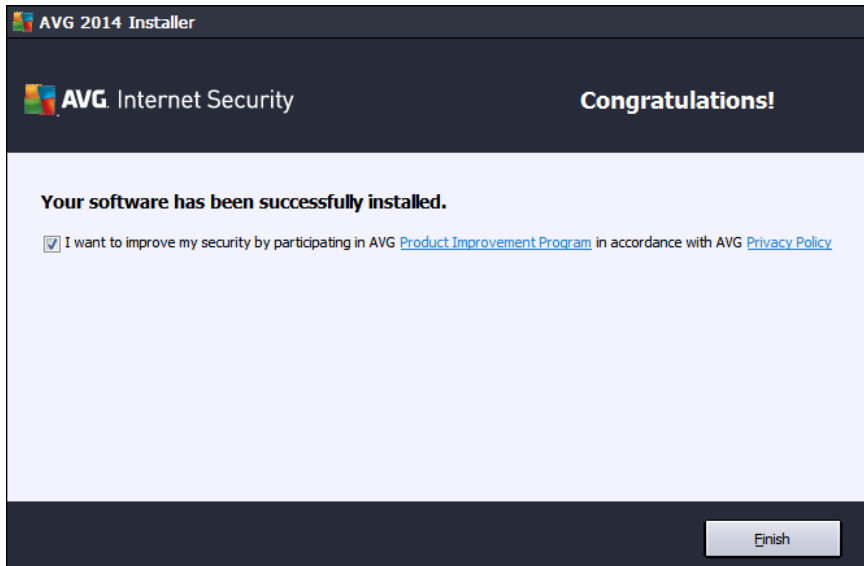 AVG 2014 Installer
AVG. Internet Security
Congratulations!
Your software has been successfully installed.
I want to improve my security by participating in AVG Product Improvement Program in accordance with AVG Privacy Policy
Finish